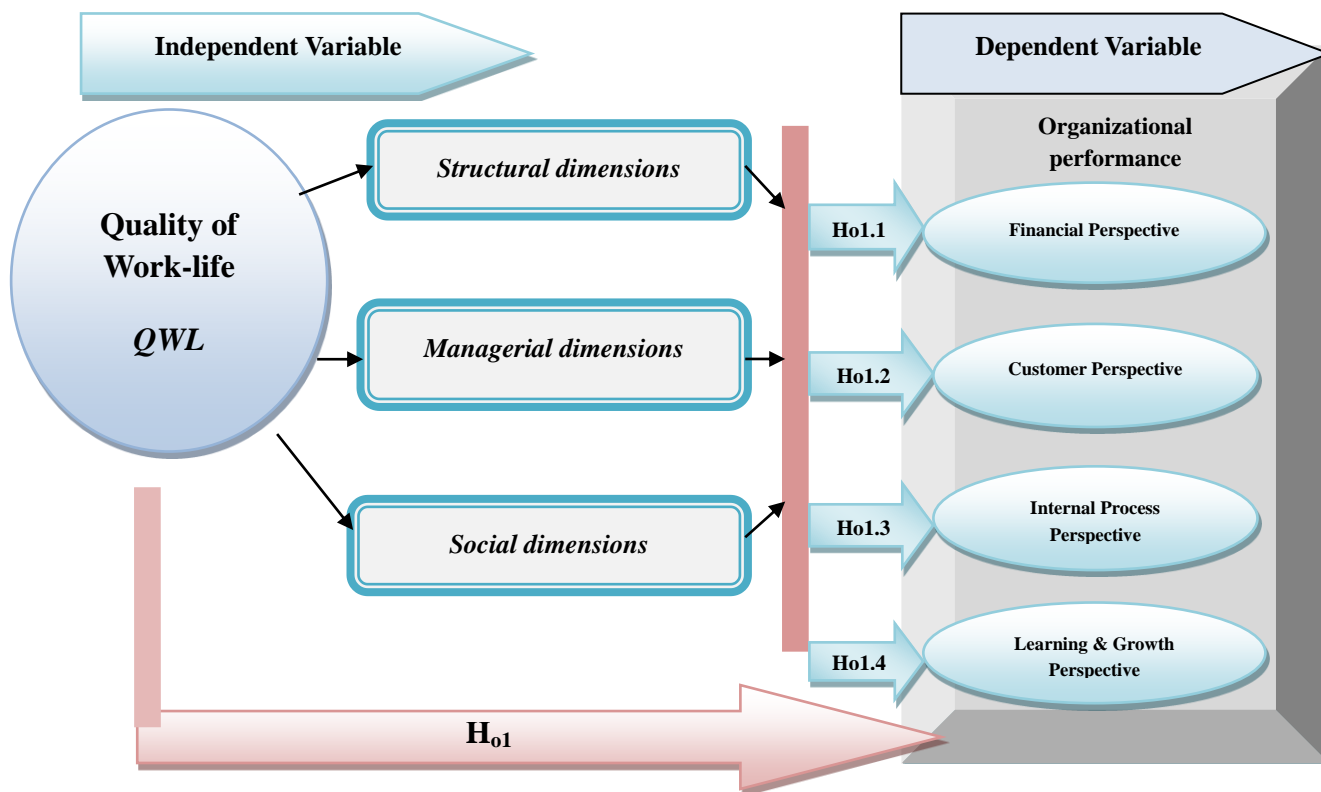 Independent Variable
Dependent Variable
Quality of
Work-life
QWL
Structural dimensions
Managerial dimensions
Social dimensions
Ho1.1
Ho1.2
Ho1.3
Ho1.4
Organizational
performance
Financial Perspective
Customer Perspective
Internal Process
Perspective
Learning & Growth
Perspective
Ho1